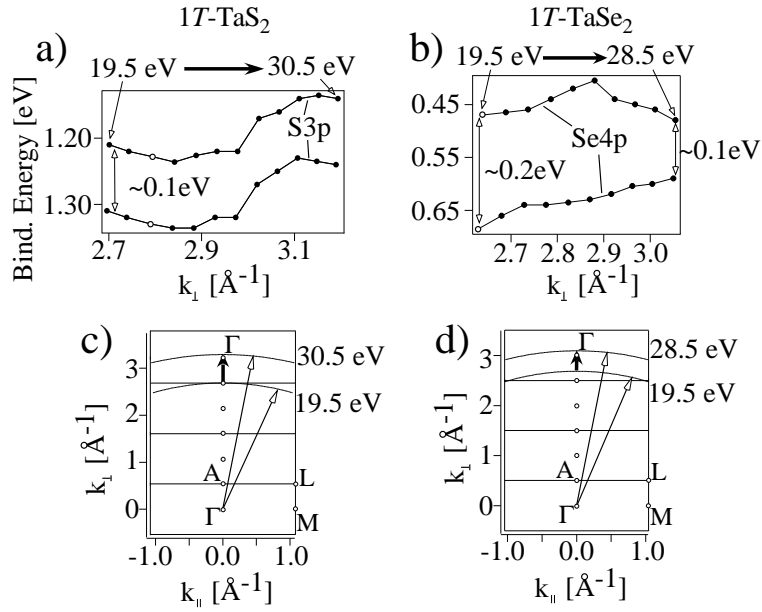 1T-TaS2
a)
19.5 eV
30.5 eV
Bind. Energy [eV]
1.20
1.30
S3p
~0.1eV
2.7
2.9
3.1
k⊥ [Å-1]
1T-TaSe2
b)
19.5 eV
28.5 eV
0.45
0.55
0.65
Se4p
~0.2eV
~0.1eV
2.7
2.8
2.9
3.0
k⊥ [Å-1]
c)
Γ
30.5 eV
19.5 eV
k⊥ [Å-1]
3
2
1
0
A
L
Γ
M
-1.0
0.0
1.0
k∥ [Å-1]
d)
Γ
28.5 eV
19.5 eV
k⊥ [Å-1]
3
2
1
0
A
L
Γ
M
-1.0
0.0
1.0
k∥ [Å-1]